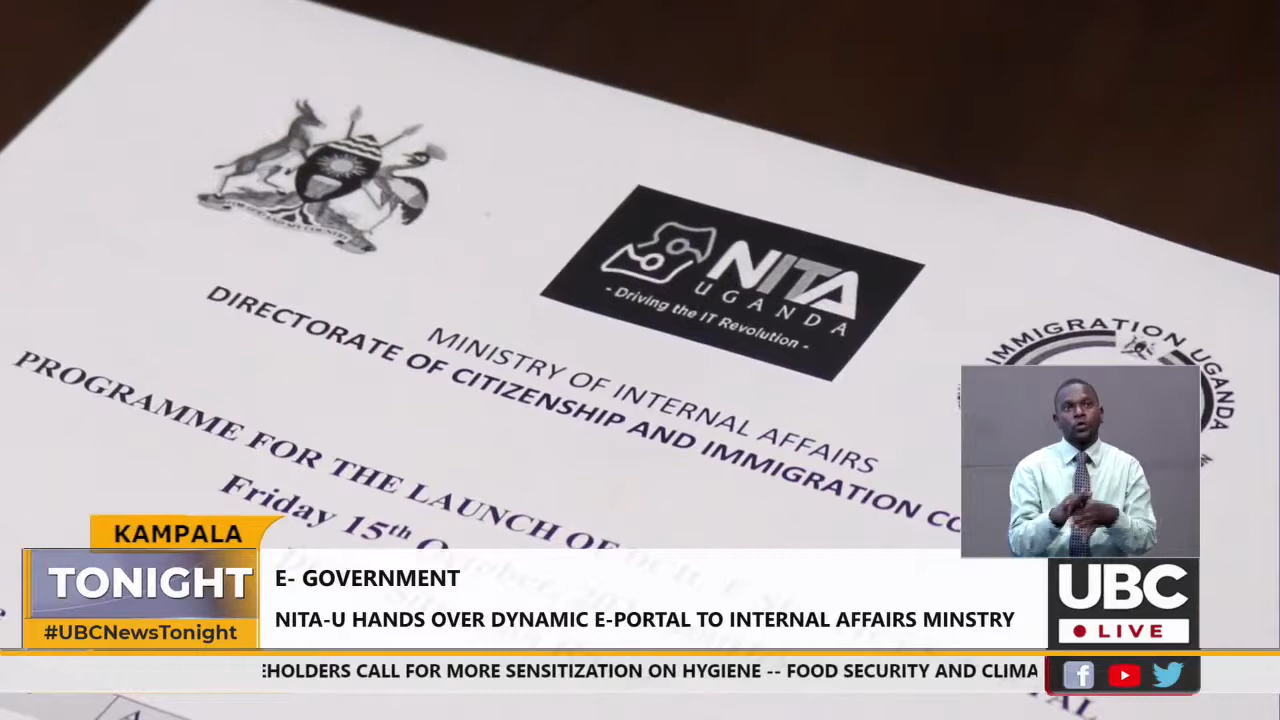 NITA
UGANDA
- Driving the IT Revolution -
IMMIGRATION UGANDA
MINISTRY OF INTERNAL AFFAIRS
DIRECTORATE OF CITIZENSHIP AND IMMIGRATION CO
PROGRAMME FOR THE LAUNCH OF
Friday 15th
KAMPALA
TONIGHT
#UBCNewsTonight
E- GOVERNMENT
NITA-U HANDS OVER DYNAMIC E-PORTAL TO INTERNAL AFFAIRS MINSTRY
UBC
LIVE
EHOLDERS CALL FOR MORE SENSITIZATION ON HYGIENE -- FOOD SECURITY AND CLIMA